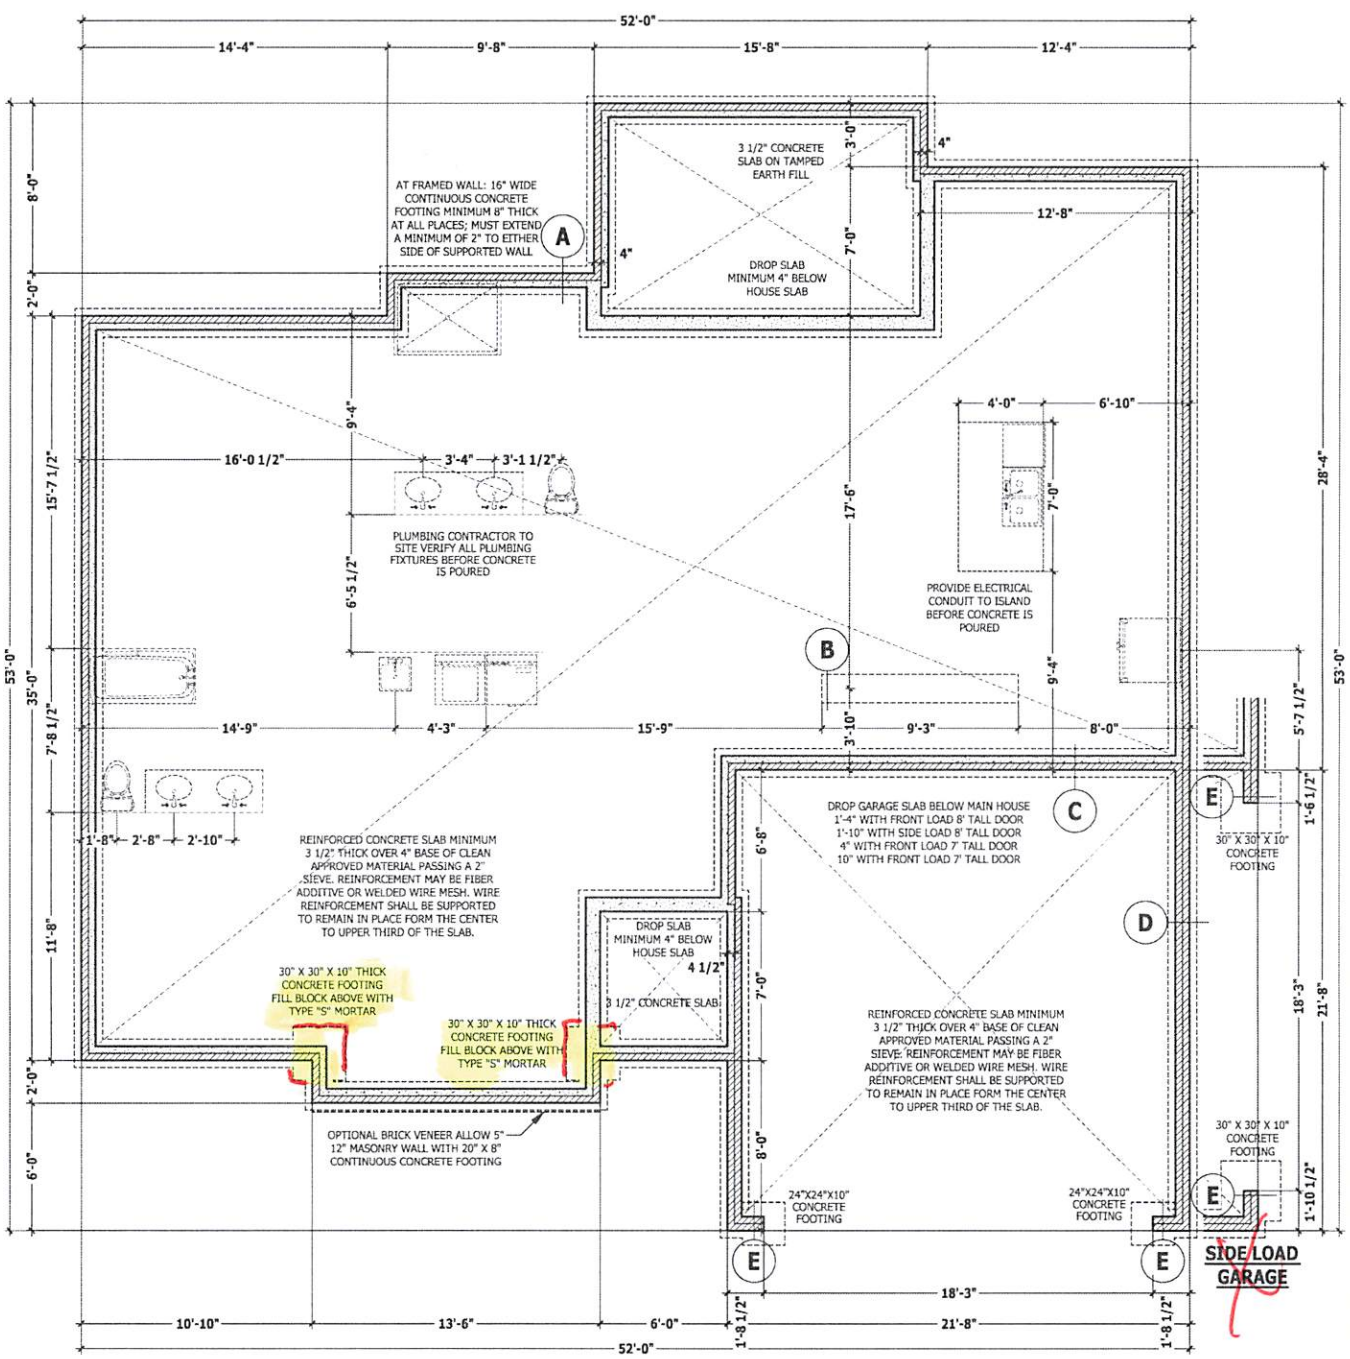 52'-0"
14'-4"
9'-8"
15'-8"
12'-4"
3'-0"
4"
3 1/2" CONCRETE
SLAB ON TAMPED
EARTH FILL
8'-0"
AT FRAMED WALL: 16" WIDE
CONTINUOUS CONCRETE
FOOTING MINIMUM 8" THICK
AT ALL PLACES; MUST EXTEND
A MINIMUM OF 2" TO EITHER
SIDE OF SUPPORTED WALL
A
4"
12'-8"
7'-0"
DROP SLAB
MINIMUM 4" BELOW
HOUSE SLAB
2'-0"
9'-4"
4'-0"
6'-10"
16'-0 1/2"
3'-4"
3'-1 1/2"
15'-7 1/2"
17'-6"
7'-0"
28'-4"
PLUMBING CONTRACTOR TO
SITE VERIFY ALL PLUMBING
FIXTURES BEFORE CONCRETE
IS POURED
6'-5 1/2"
PROVIDE ELECTRICAL
CONDUIT TO ISLAND
BEFORE CONCRETE IS
POURED
B
53'-0"
35'-0"
9'-4"
53'-0"
5'-7 1/2"
7'-8 1/2"
14'-9"
4'-3"
15'-9"
3'-10"
9'-3"
8'-0"
E
1'-6 1/2"
C
DROP GARAGE SLAB BELOW MAIN HOUSE
1'-4" WITH FRONT LOAD 8' TALL DOOR
1'-10" WITH SIDE LOAD 8' TALL DOOR
4" WITH FRONT LOAD 7' TALL DOOR
10" WITH FRONT LOAD 7' TALL DOOR
30" X 30" X 10"
CONCRETE
FOOTING
1'-8"
2'-8"
2'-10"
6'-8"
REINFORCED CONCRETE SLAB MINIMUM
3 1/2" THICK OVER 4" BASE OF CLEAN
APPROVED MATERIAL PASSING A 2"
SIEVE. REINFORCEMENT MAY BE FIBER
ADDITIVE OR WELDED WIRE MESH. WIRE
REINFORCEMENT SHALL BE SUPPORTED
TO REMAIN IN PLACE FORM THE CENTER
TO UPPER THIRD OF THE SLAB.
11'-8"
D
DROP SLAB
MINIMUM 4" BELOW
HOUSE SLAB
4 1/2"
3 1/2" CONCRETE SLAB
7'-0"
18'-3"
21'-8"
30" X 30" X 10" THICK
CONCRETE FOOTING
FILL BLOCK ABOVE WITH
TYPE "S" MORTAR
30" X 30" X 10" THICK
CONCRETE FOOTING
FILL BLOCK ABOVE WITH
TYPE "S" MORTAR
REINFORCED CONCRETE SLAB MINIMUM
3 1/2" THICK OVER 4" BASE OF CLEAN
APPROVED MATERIAL PASSING A 2"
SIEVE. REINFORCEMENT MAY BE FIBER
ADDITIVE OR WELDED WIRE MESH. WIRE
REINFORCEMENT SHALL BE SUPPORTED
TO REMAIN IN PLACE FORM THE CENTER
TO UPPER THIRD OF THE SLAB.
2'-0"
OPTIONAL BRICK VENEER ALLOW 5"
12" MASONRY WALL WITH 20" X 8"
CONTINUOUS CONCRETE FOOTING
6'-0"
8'-0"
30" X 30" X 10"
CONCRETE
FOOTING
24"X24"X10"
CONCRETE
FOOTING
24"X24"X10"
CONCRETE
FOOTING
E
1'-10 1/2"
E
E
SIDE LOAD
GARAGE
18'-3"
10'-10"
13'-6"
6'-0"
1'-8 1/2"
21'-8"
1'-8 1/2"
52'-0"